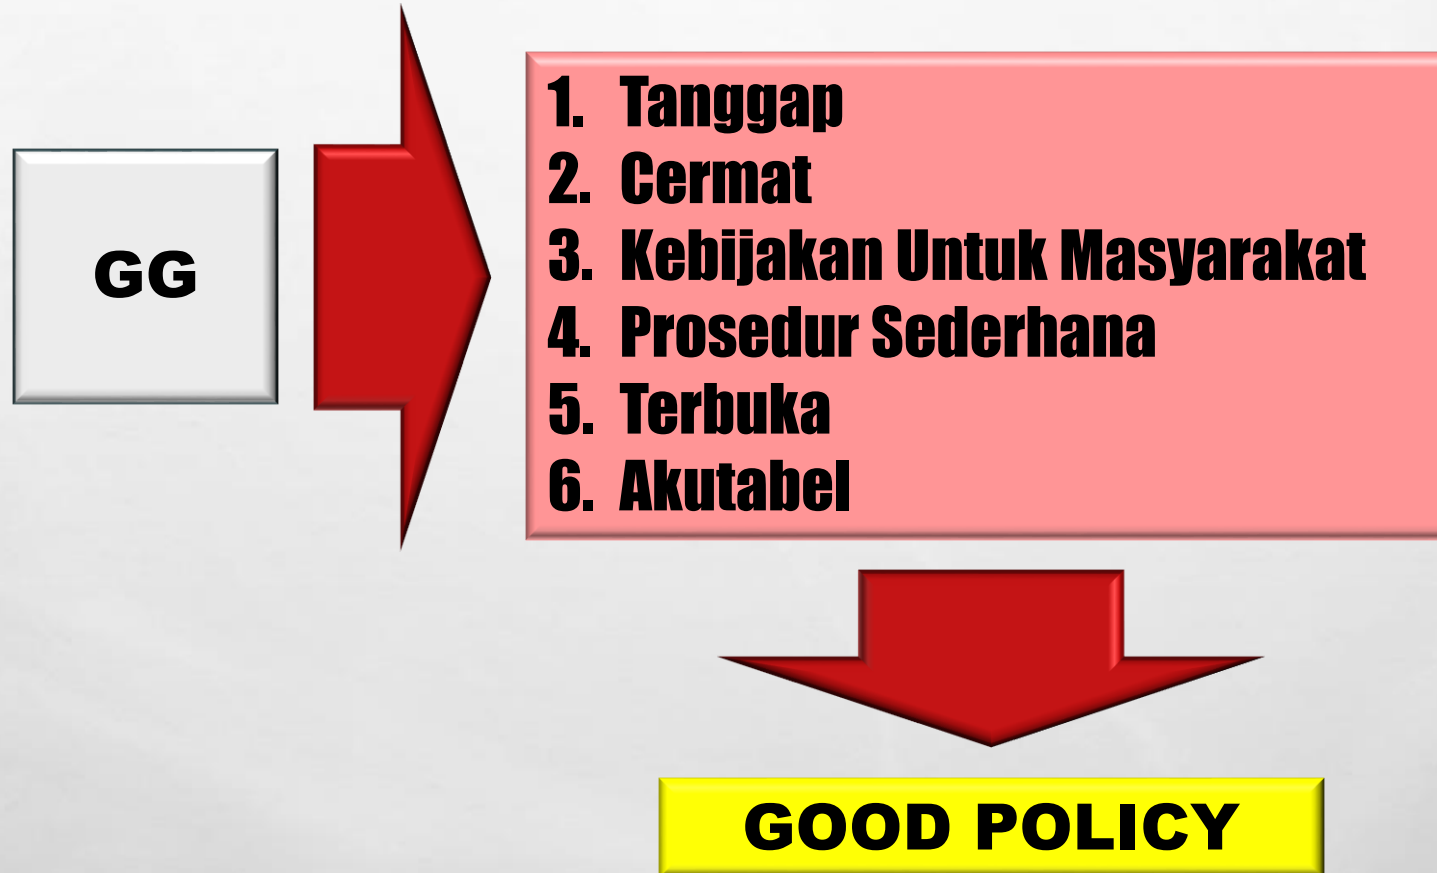 GG
1. Tanggap
2. Cermat
3. Kebijakan Untuk Masyarakat
4. Prosedur Sederhana
5. Terbuka
6. Akutabel
GOOD POLICY